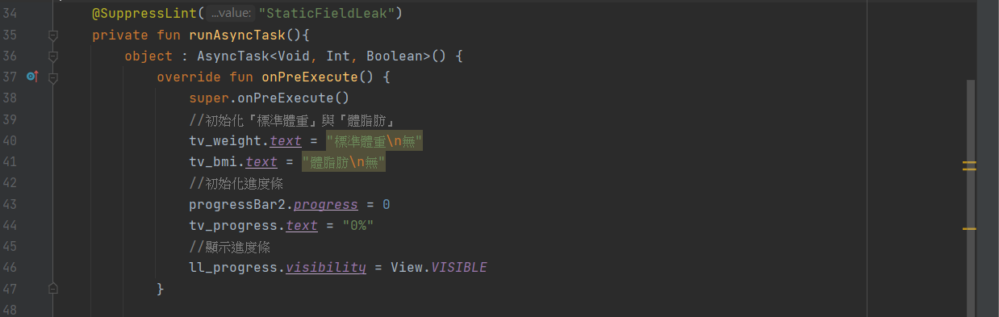 34 @SuppressLint( ...value: "StaticFieldLeak")
35 private fun runAsyncTask(){
36 object : AsyncTask<Void, Int, Boolean>() {
37 override fun onPreExecute() {
38 super.onPreExecute()
39 //初始化『標準體重』與『體脂肪』
40 tv_weight.text = "標準體重\n無"
41 tv_bmi.text = "體脂肪\n無"
42 //初始化進度條
43 progressBar2.progress = 0
44 tv_progress.text = "0%"
45 //顯示進度條
46 ll_progress.visibility = View.VISIBLE
47 }
48